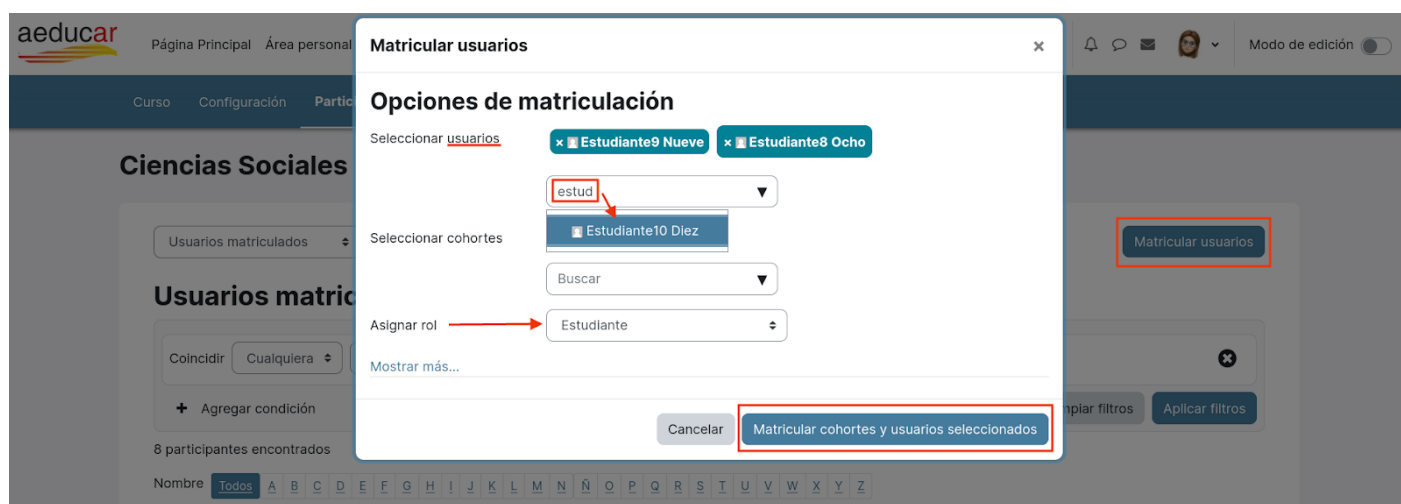 aeducar
Página Principal Área personal
Modo de edición
Matricular usuarios
×
Curso Configuración Partic
Opciones de matriculación
Seleccionar usuarios
× Estudiante9 Nueve × Estudiante8 Ocho
Ciencias Sociales
estud ▼
Estudiante10 Diez
Seleccionar cohortes
Usuarios matriculados
Matricular usuarios
Buscar ▼
Usuarios matric
Asignar rol Estudiante
Coincidir Cualquiera
Mostrar más...
+ Agregar condición
npiar filtros Aplicar filtros
Cancelar Matricular cohortes y usuarios seleccionados
8 participantes encontrados
Nombre Todos A B C D E F G H I J K L M N Ñ O P Q R S T U V W X Y Z